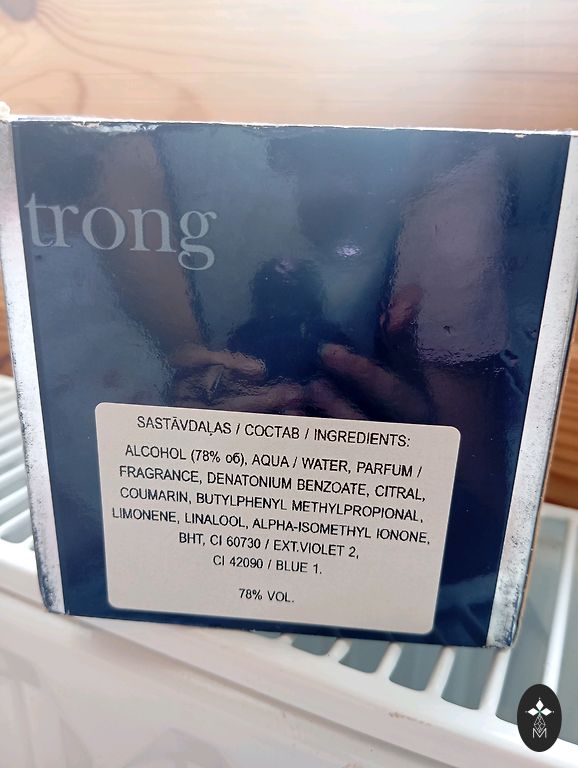 trong
SASTĀVDAĻAS / СОСТАВ / INGREDIENTS:
ALCOHOL (78% об), AQUA / WATER, PARFUM /
FRAGRANCE, DENATONIUM BENZOATE, CITRAL,
COUMARIN, BUTYLPHENYL METHYLPROPIONAL,
LIMONENE, LINALOOL, ALPHA-ISOMETHYL IONONE,
BHT, CI 60730 / EXT.VIOLET 2,
CI 42090 / BLUE 1.
78% VOL.
M